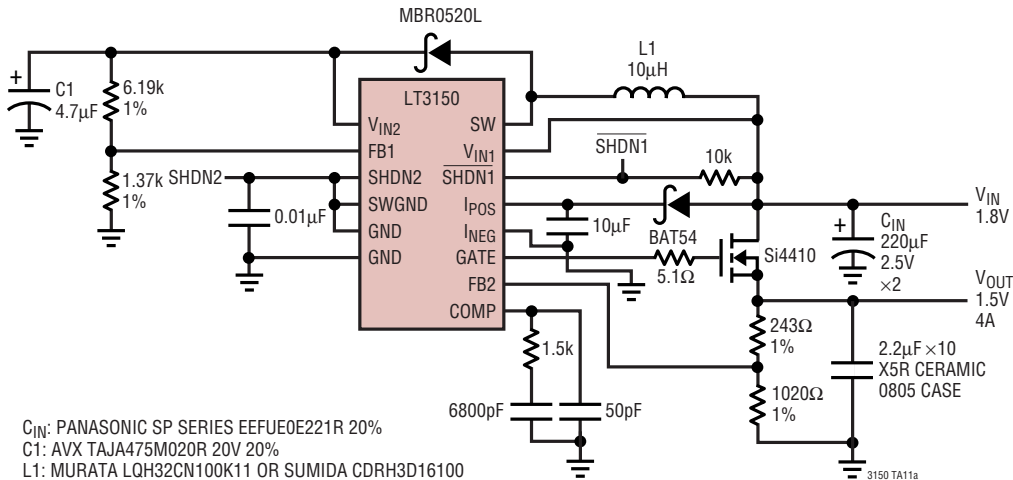 MBR0520L
L1
10µH
+
C1
4.7µF
6.19k
1%
LT3150
VIN2
SW
FB1
VIN1
SHDN1
10k
1.37k
1%
SHDN2
SHDN2
SHDN1
SWGND
IPOS
VIN
1.8V
0.01µF
GND
INEG
10µF
BAT54
+
CIN
220µF
2.5V
×2
GND
GATE
5.1Ω
Si4410
FB2
VOUT
1.5V
4A
COMP
243Ω
1%
1.5k
2.2µF ×10
X5R CERAMIC
0805 CASE
1020Ω
1%
6800pF
50pF
CIN: PANASONIC SP SERIES EEFUE0E221R 20%
C1: AVX TAJA475M020R 20V 20%
L1: MURATA LQH32CN100K11 OR SUMIDA CDRH3D16100
3150 TA11a